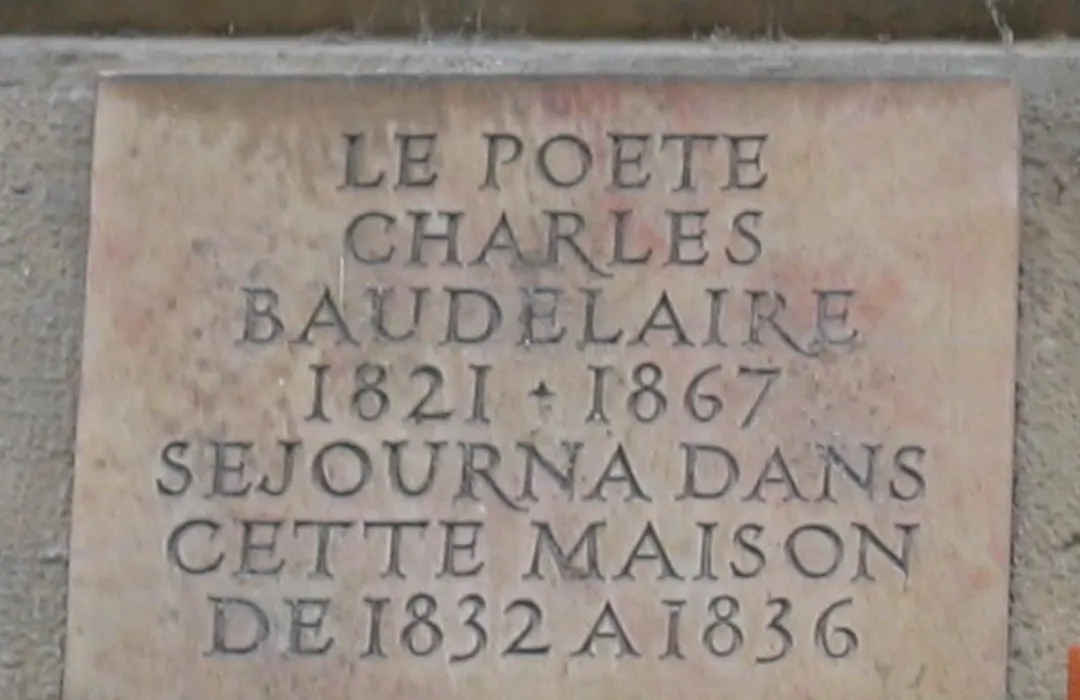 LE POETE
CHARLES
BAUDELAIRE
1821 + 1867
SEJOURNA DANS
CETTE MAISON
DE 1832 A 1836